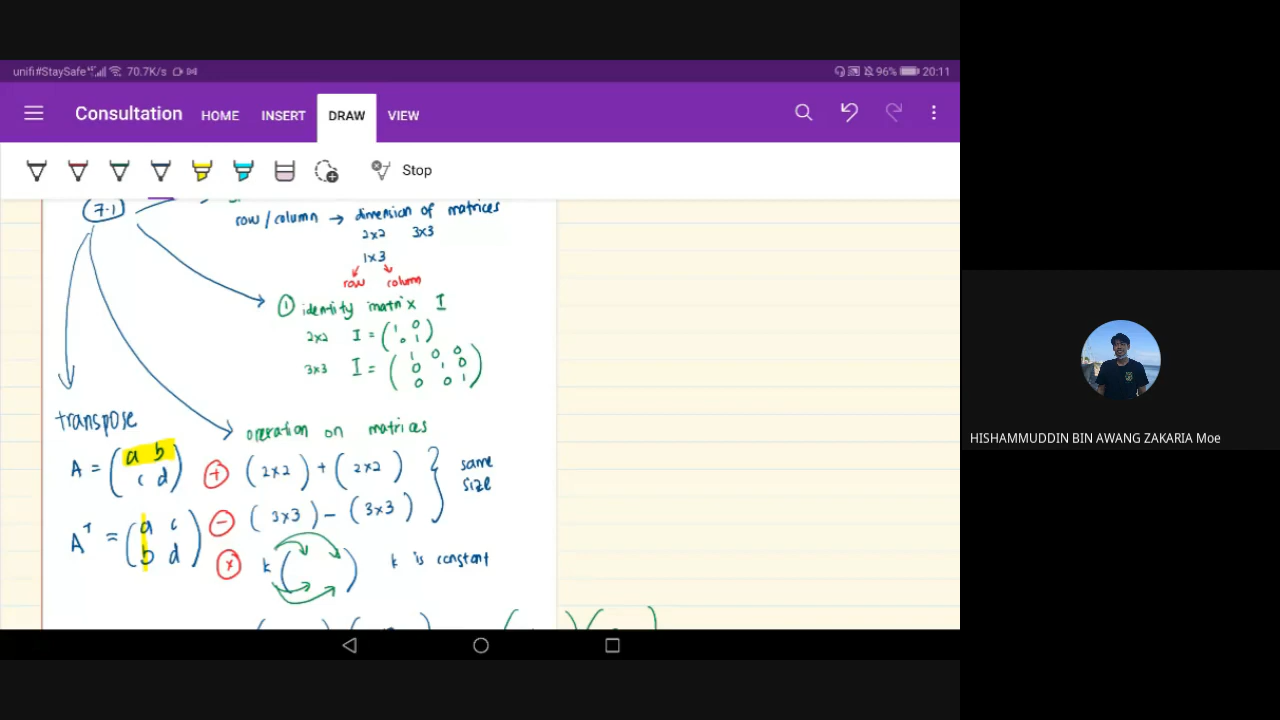 unifi#StaySafe 4G 70.7K/s 96% 20:11
Consultation HOME INSERT DRAW VIEW
Stop
7.1
row / column → dimension of matrices
2x2 3x3
1x3
row column
① identity matrix I
2x2 I = (1 0
0 1)
3x3 I = (1 0 0
0 1 0
0 0 1)
transpose
operation on matrices
A = (a b
c d)
+ (2x2) + (2x2)
same
size
− (3x3) − (3x3)
Aᵀ = (a c
b d)
x k ( ) k is constant
HISHAMMUDDIN BIN AWANG ZAKARIA Moe